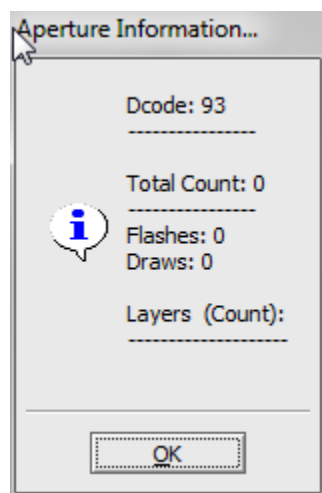 Aperture Information...
Dcode: 93
----------------
Total Count: 0
----------------
Flashes: 0
Draws: 0
Layers  (Count):
--------------------
OK